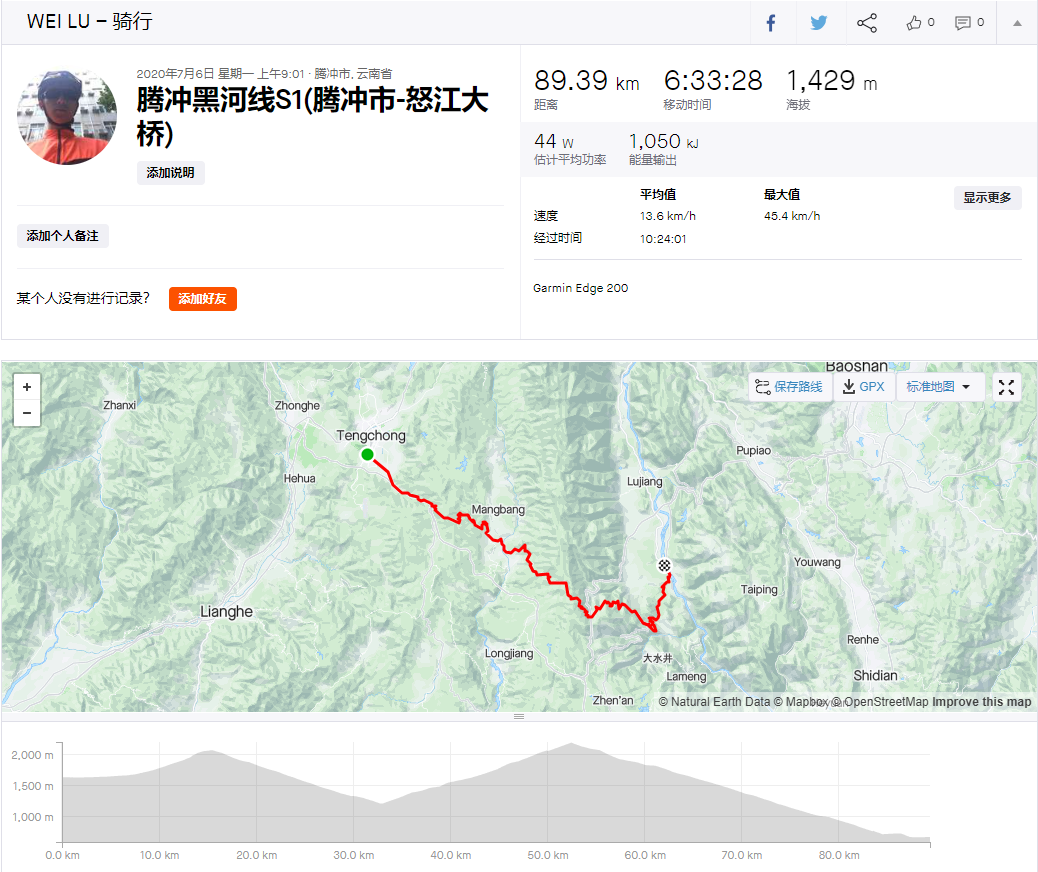 WEI LU – 骑行
0
0
2020年7月6日 星期一 上午9:01 · 腾冲市, 云南省
腾冲黑河线S1(腾冲市-怒江大
桥)
添加说明
添加个人备注
某个人没有进行记录?
添加好友
89.39 km
6:33:28
1,429 m
距离
移动时间
海拔
44 W
1,050 kJ
估计平均功率
能量输出
平均值
最大值
显示更多
速度
13.6 km/h
45.4 km/h
经过时间
10:24:01
Garmin Edge 200
+
−
Baoshan
保存路线
GPX
标准地图
Zhanxi
Zhonghe
Tengchong
Pupiao
Hehua
Lujiang
Mangbang
Youwang
Taiping
Lianghe
Renhe
Longjiang
大水井
Lameng
Shidian
Zhen'an
© Natural Earth Data © Mapbox © OpenStreetMap Improve this map
2,000 m
1,500 m
1,000 m
0.0 km
10.0 km
20.0 km
30.0 km
40.0 km
50.0 km
60.0 km
70.0 km
80.0 km